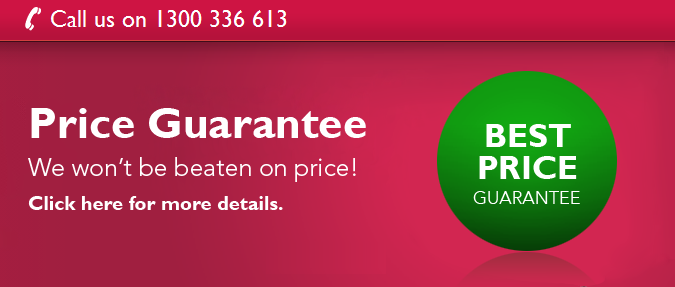 Call us on 1300 336 613
Price Guarantee
We won't be beaten on price!
Click here for more details.
BEST
PRICE
GUARANTEE